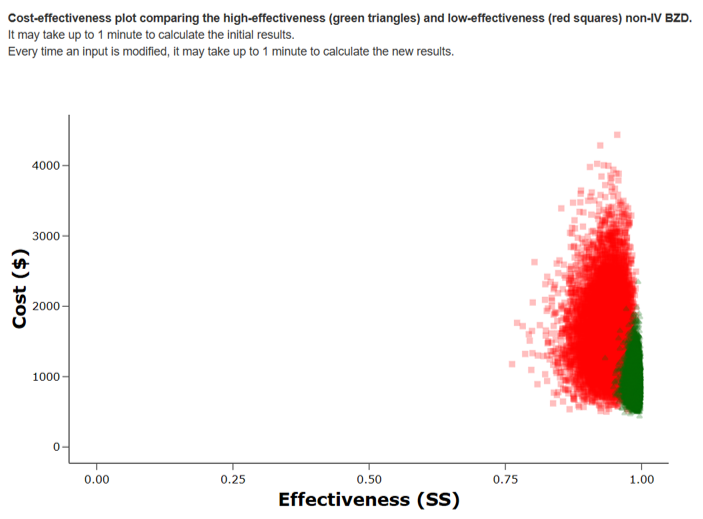 Cost-effectiveness plot comparing the high-effectiveness (green triangles) and low-effectiveness (red squares) non-IV BZD.
It may take up to 1 minute to calculate the initial results.
Every time an input is modified, it may take up to 1 minute to calculate the new results.
4000
3000
2000
1000
0
Cost ($)
0.00 0.25 0.50 0.75 1.00
Effectiveness (SS)